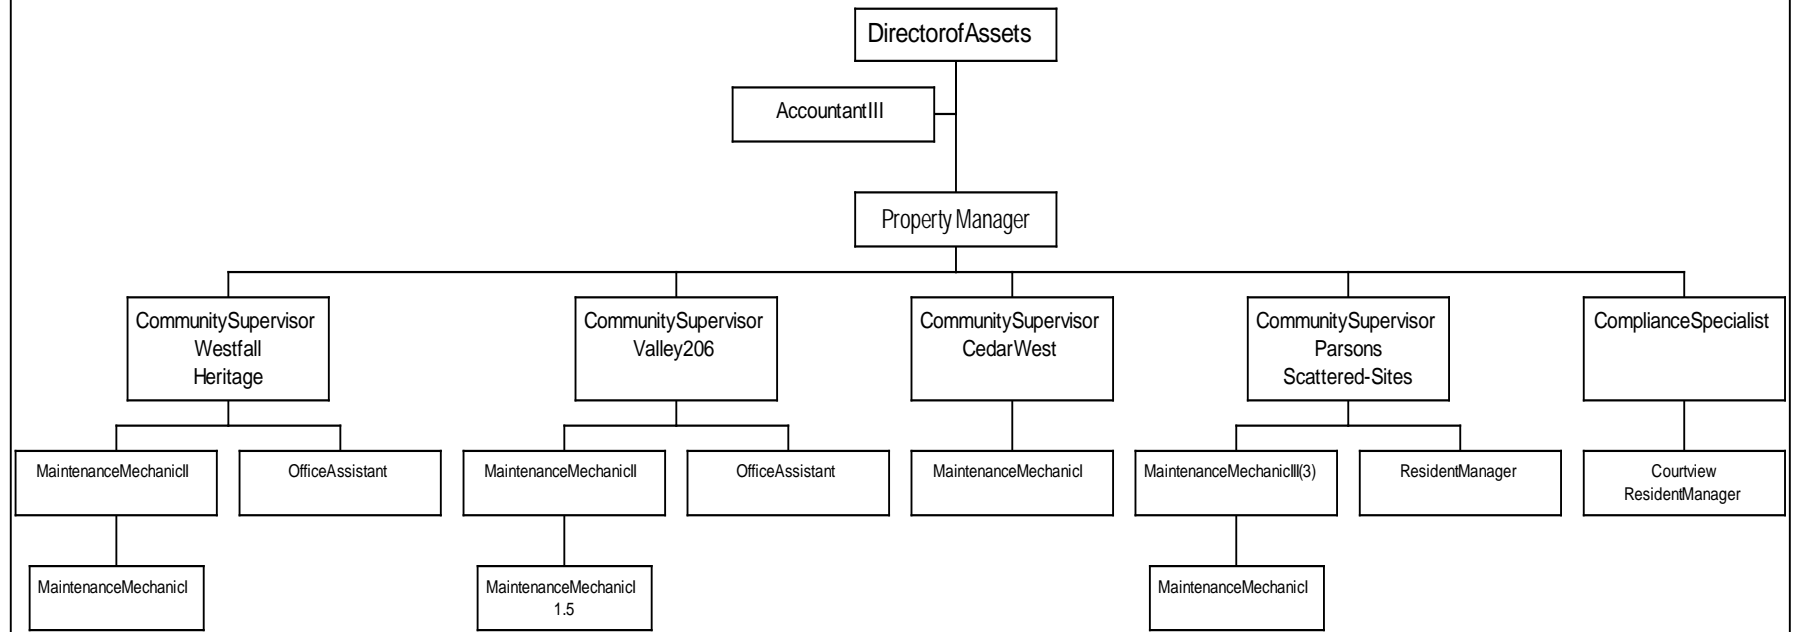 DirectorofAssets
AccountantIII
Property Manager
CommunitySupervisor
Westfall
Heritage
CommunitySupervisor
Valley206
CommunitySupervisor
CedarWest
CommunitySupervisor
Parsons
Scattered-Sites
ComplianceSpecialist
MaintenanceMechanicII
OfficeAssistant
MaintenanceMechanicII
OfficeAssistant
MaintenanceMechanicI
MaintenanceMechanicIII(3)
ResidentManager
Courtview
ResidentManager
MaintenanceMechanicI
MaintenanceMechanicI
1.5
MaintenanceMechanicI